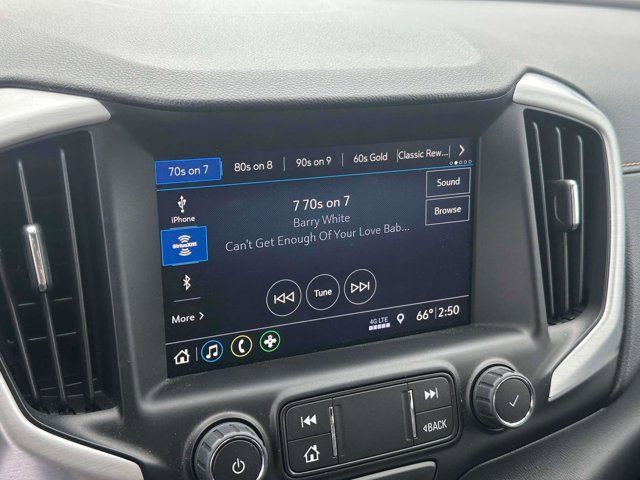 70s on 7
80s on 8
90s on 9
60s Gold
Classic Rew...
iPhone
7 70s on 7
Sound
Barry White
Browse
SiriusXM
Can't Get Enough Of Your Love Bab...
Tune
More
4G LTE
66° 2:50
<BACK